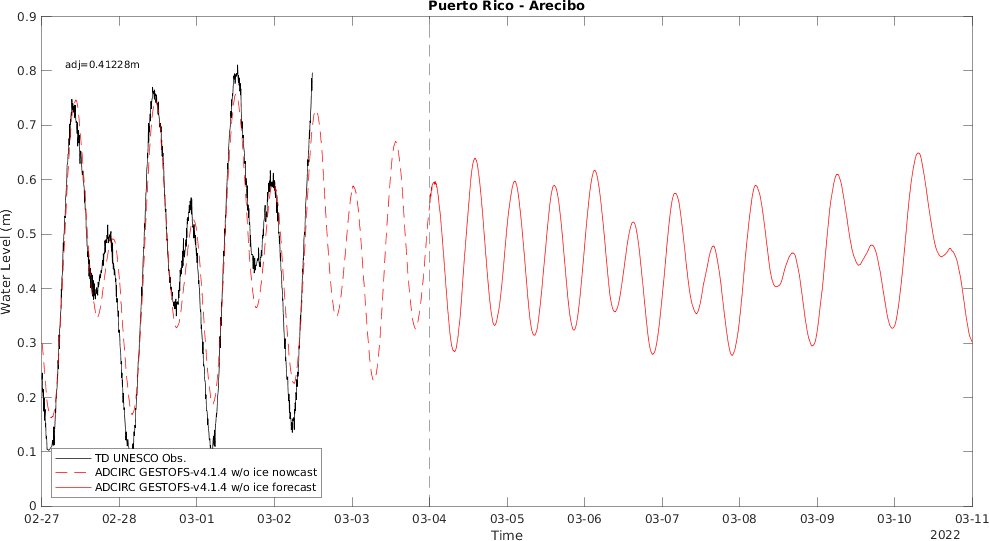 Puerto Rico - Arecibo
adj=0.41228m
0.9
0.8
0.7
0.6
0.5
0.4
0.3
0.2
0.1
0
Water Level (m)
TD UNESCO Obs.
ADCIRC GESTOFS-v4.1.4 w/o ice nowcast
ADCIRC GESTOFS-v4.1.4 w/o ice forecast
02-27 02-28 03-01 03-02 03-03 03-04 03-05 03-06 03-07 03-08 03-09 03-10 03-11
Time
2022